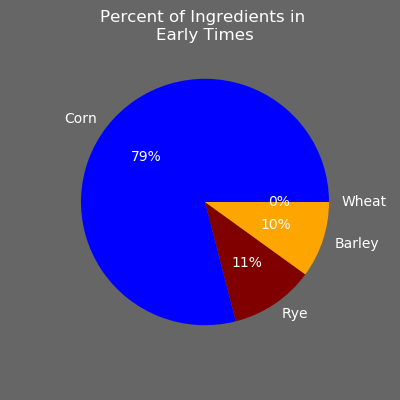 Percent of Ingredients in
Early Times
Corn
79%
0%
Wheat
10%
Barley
11%
Rye